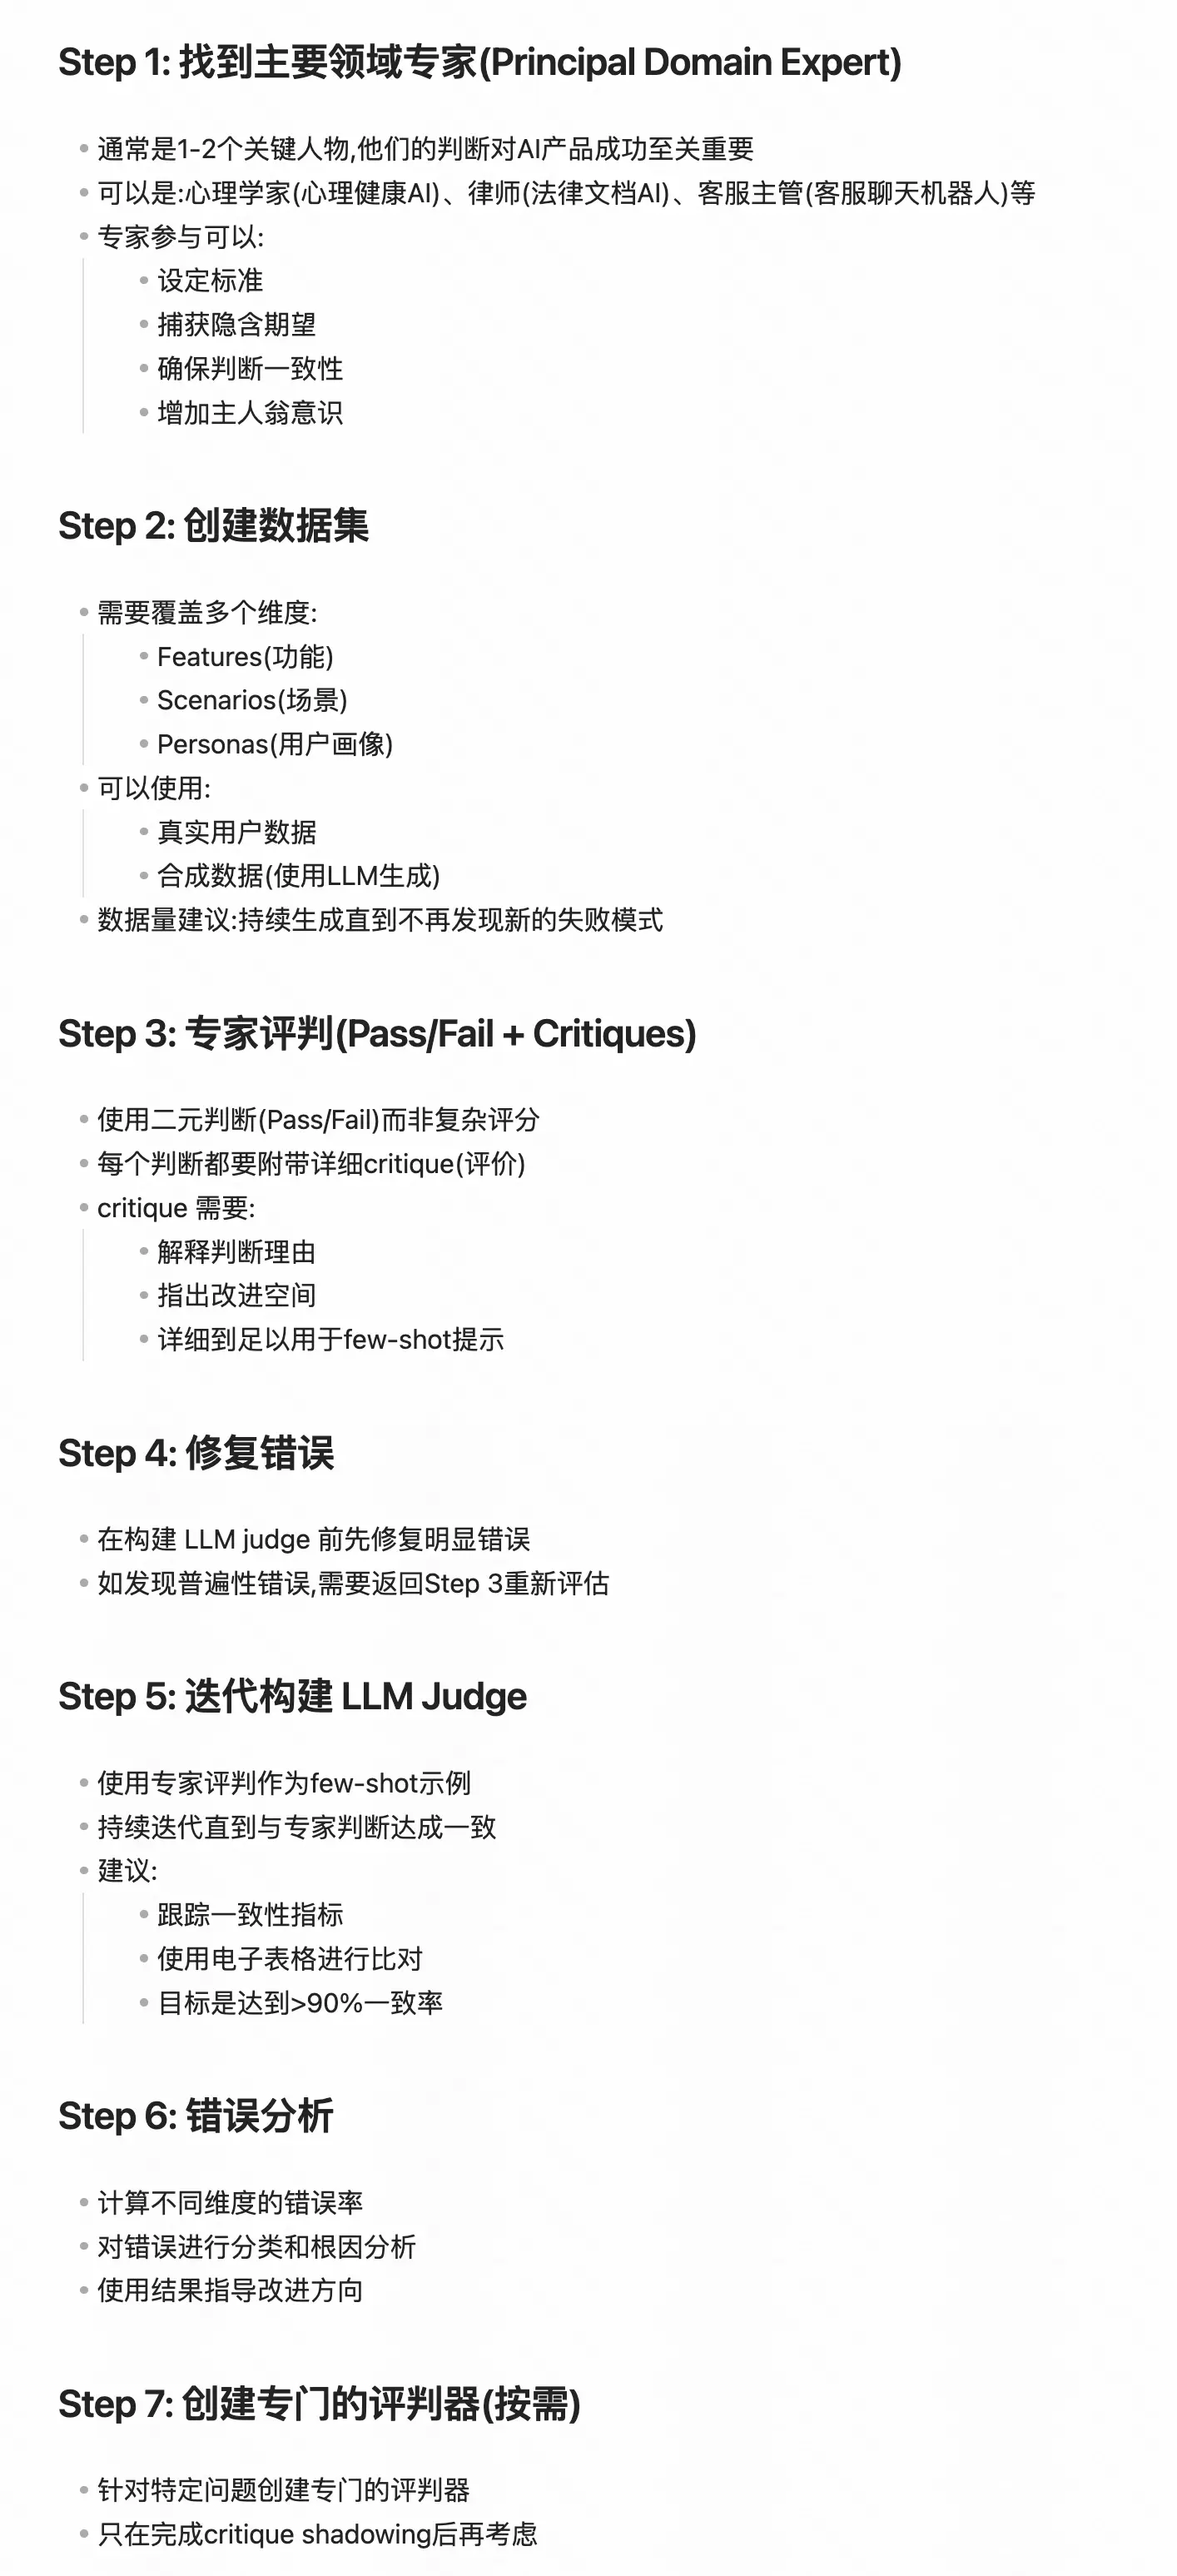 Step 1: 找到主要领域专家(Principal Domain Expert)
通常是1-2个关键人物,他们的判断对AI产品成功至关重要
可以是:心理学家(心理健康AI)、律师(法律文档AI)、客服主管(客服聊天机器人)等
专家参与可以:
设定标准
捕获隐含期望
确保判断一致性
增加主人翁意识
Step 2: 创建数据集
需要覆盖多个维度:
Features(功能)
Scenarios(场景)
Personas(用户画像)
可以使用:
真实用户数据
合成数据(使用LLM生成)
数据量建议:持续生成直到不再发现新的失败模式
Step 3: 专家评判(Pass/Fail + Critiques)
使用二元判断(Pass/Fail)而非复杂评分
每个判断都要附带详细critique(评价)
critique 需要:
解释判断理由
指出改进空间
详细到足以用于few-shot提示
Step 4: 修复错误
在构建 LLM judge 前先修复明显错误
如发现普遍性错误,需要返回Step 3重新评估
Step 5: 迭代构建 LLM Judge
使用专家评判作为few-shot示例
持续迭代直到与专家判断达成一致
建议:
跟踪一致性指标
使用电子表格进行比对
目标是达到>90%一致率
Step 6: 错误分析
计算不同维度的错误率
对错误进行分类和根因分析
使用结果指导改进方向
Step 7: 创建专门的评判器(按需)
针对特定问题创建专门的评判器
只在完成critique shadowing后再考虑